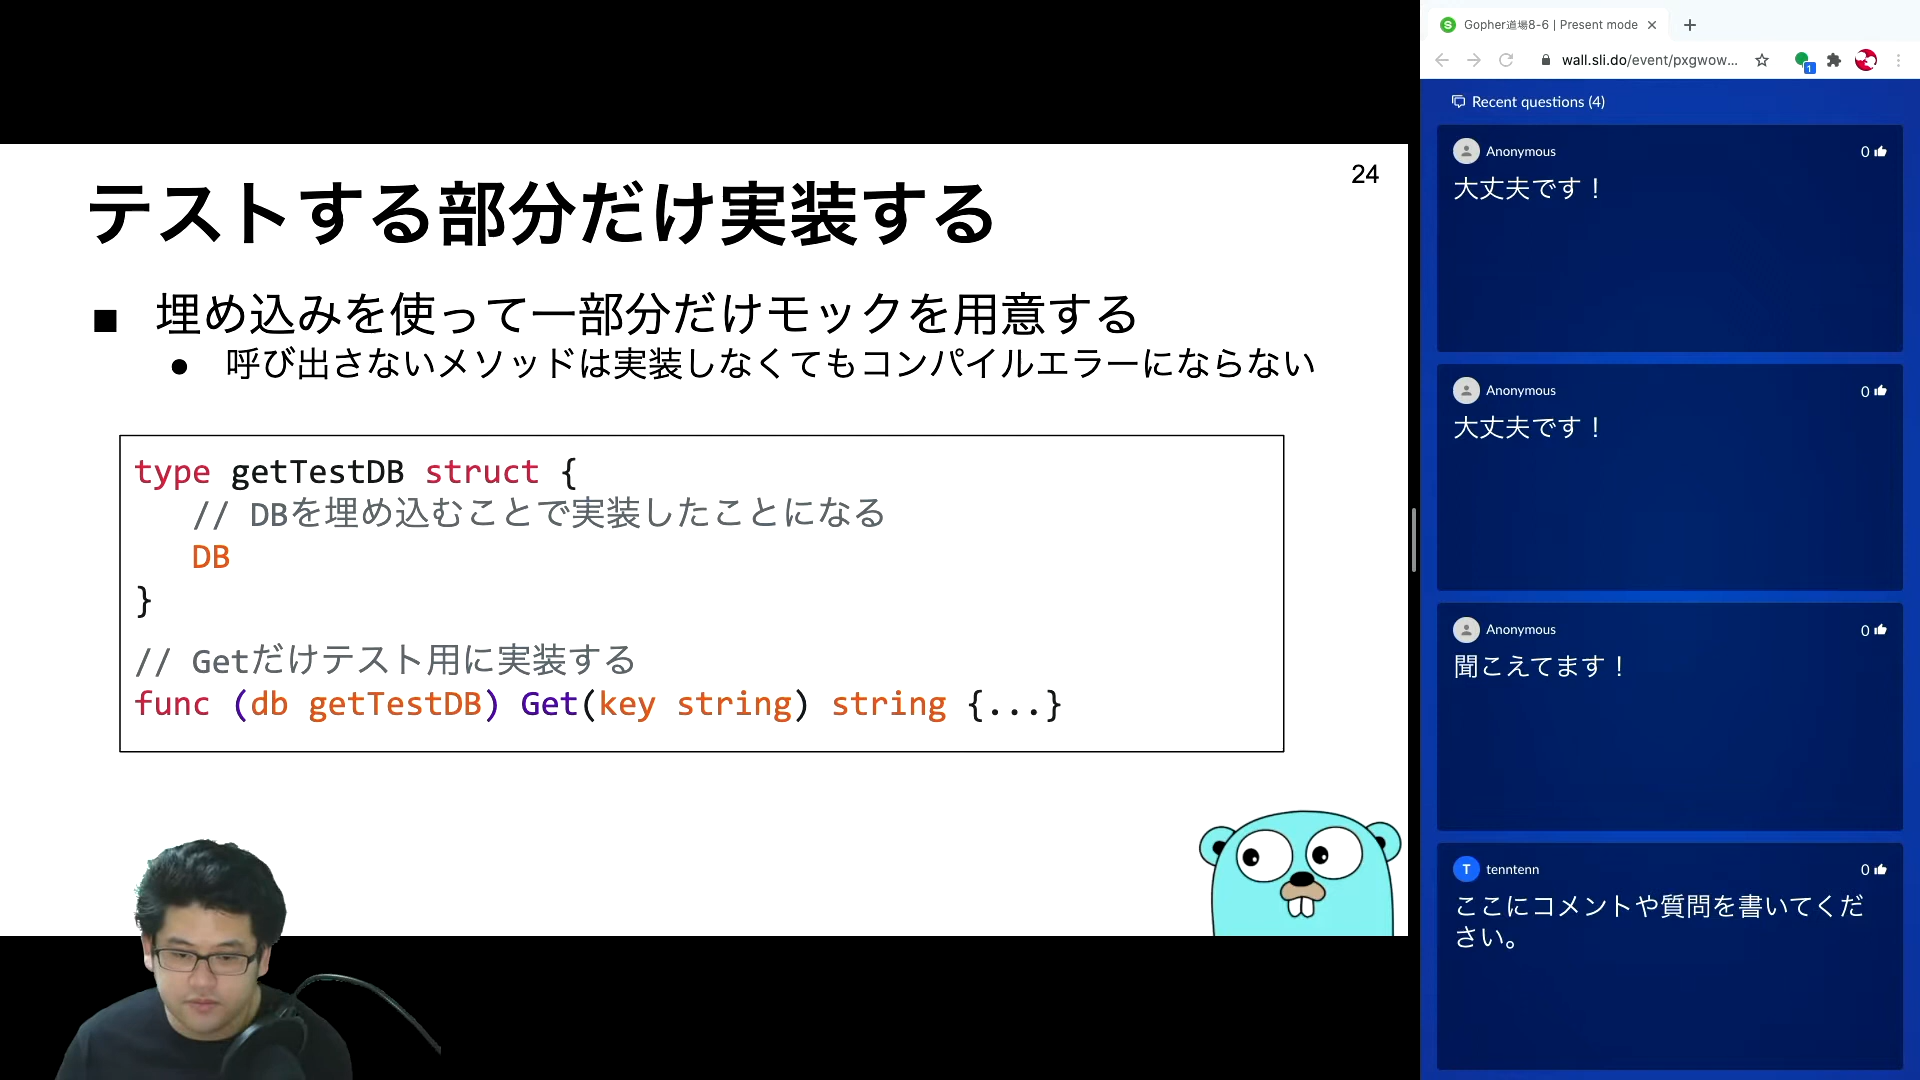 24
テストする部分だけ実装する
■ 埋め込みを使って一部分だけモックを用意する
● 呼び出さないメソッドは実装しなくてもコンパイルエラーにならない
type getTestDB struct {
// DBを埋め込むことで実装したことになる
DB
}
// Getだけテスト用に実装する
func (db getTestDB) Get(key string) string {...}
S Gopher道場8-6 | Present mode
wall.sli.do/event/pxgwow...
1
Recent questions (4)
Anonymous 0
大丈夫です！
Anonymous 0
大丈夫です！
Anonymous 0
聞こえてます！
T tenntenn 0
ここにコメントや質問を書いてくだ
さい。